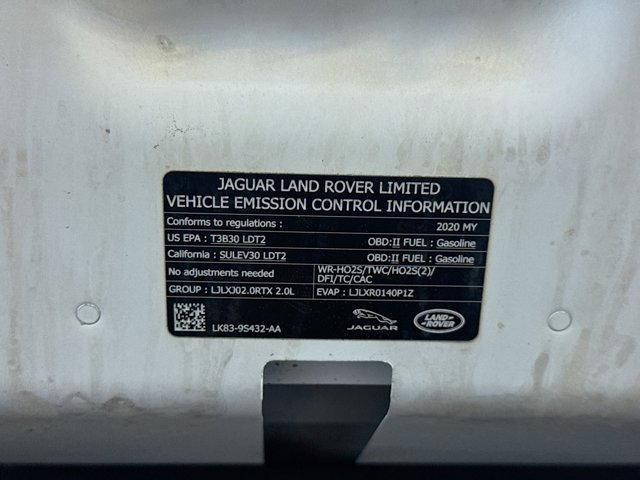 JAGUAR LAND ROVER LIMITED
VEHICLE EMISSION CONTROL INFORMATION
Conforms to regulations : 2020 MY
US EPA : T3B30 LDT2 OBD:II FUEL : Gasoline
California : SULEV30 LDT2 OBD:II FUEL : Gasoline
No adjustments needed WR-HO2S/TWC/HO2S(2)/
DFI/TC/CAC
GROUP : LJLXJ02.0RTX 2.0L EVAP : LJLXR0140P1Z
LK83-9S432-AA JAGUAR LAND-
ROVER